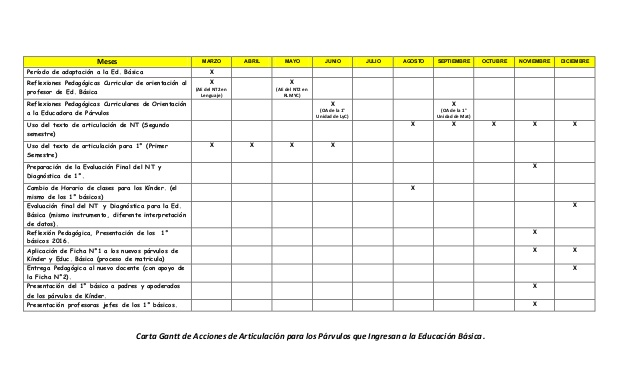 Meses MARZO ABRIL MAYO JUNIO JULIO AGOSTO SEPTIEMBRE OCTUBRE NOVIEMBRE DICIEMBRE
Período de adaptación a la Ed. Básica X
Reflexiones Pedagógicas Curricular de orientación al X X
profesor de Ed. Básica (AE del NT2 en (AE del NT2 en
Lenguaje) RLMYC)
Reflexiones Pedagógicas Curriculares de Orientación X X
a la Educadora de Párvulos (OA de la 1° (OA de la 1°
Unidad de LyC) Unidad de Mat)
Uso del texto de articulación de NT (Segundo X X X X X
semestre)
Uso del texto de articulación para 1° (Primer X X X X
Semestre)
Preparación de la Evaluación Final del NT y X
Diagnóstica de 1°.
Cambio de Horario de clases para los Kínder. (el X
mismo de los 1° básicos)
Evaluación final del NT y Diagnóstica para la Ed. X
Básica (mismo instrumento, diferente interpretación
de datos).
Reflexión Pedagógica, Presentación de los 1° X
básicos 2016.
Aplicación de Ficha N°1 a los nuevos párvulos de X X
Kínder y Educ. Básica (proceso de matrícula)
Entrega Pedagógica al nuevo docente (con apoyo de X
la Ficha N°2).
Presentación del 1° básico a padres y apoderados X
de los párvulos de Kínder.
Presentación profesoras jefes de los 1° básicos. X
Carta Gantt de Acciones de Articulación para los Párvulos que Ingresan a la Educación Básica.